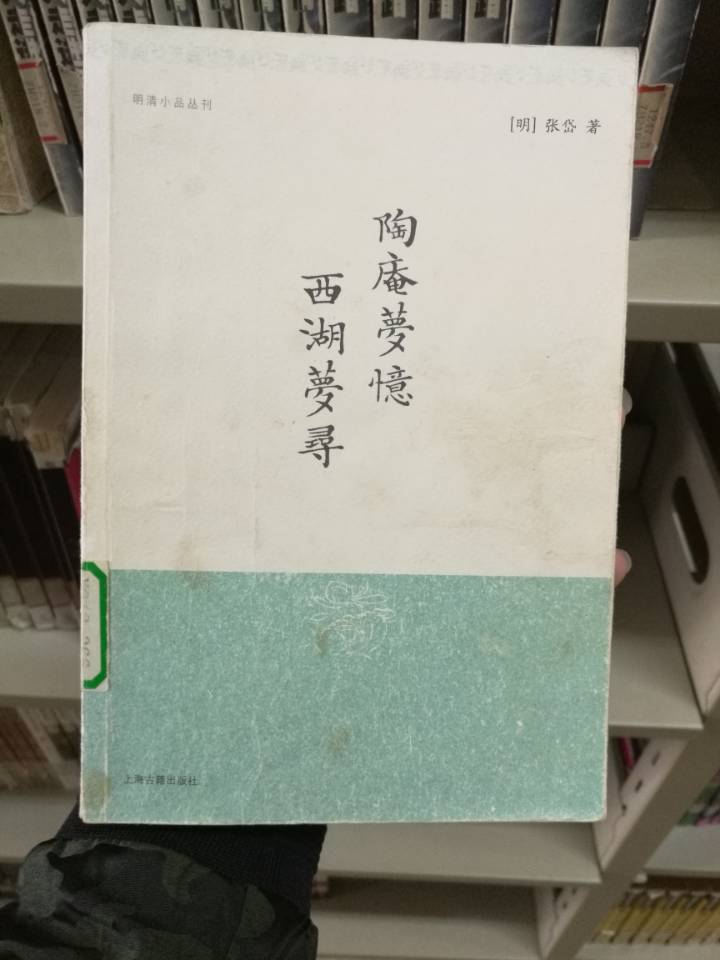 明清小品丛刊
[明] 张岱 著
陶庵夢憶
西湖夢尋
上海古籍出版社